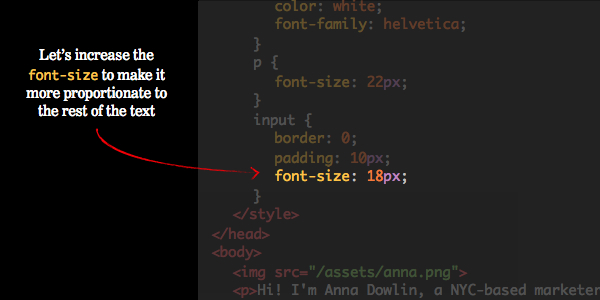 Let's increase the
font-size to make it
more proportionate to
the rest of the text
color: white;
font-family: helvetica;
}
p {
font-size: 22px;
}
input {
border: 0;
padding: 10px;
font-size: 18px;
}
</style>
</head>
<body>
<img src="/assets/anna.png">
<p>Hi! I'm Anna Dowlin, a NYC-based marketer